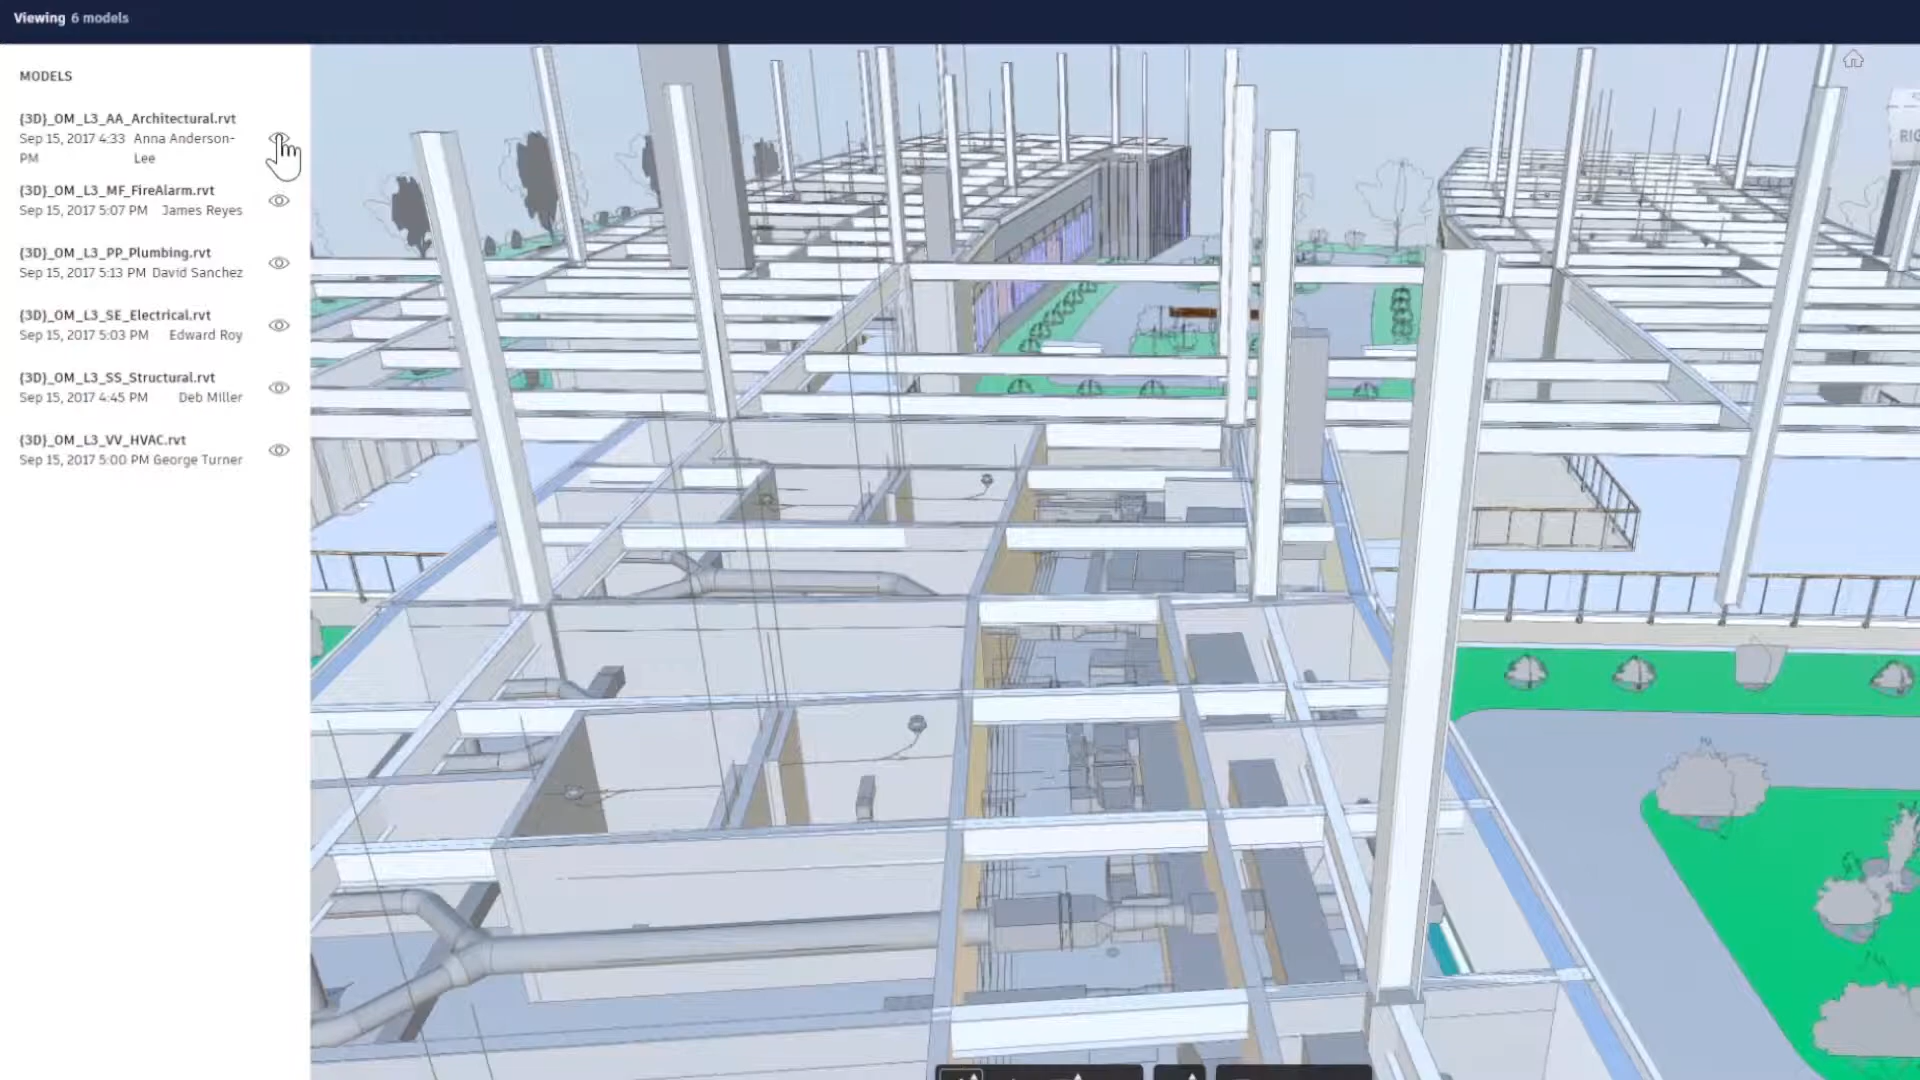 Viewing 6 models
MODELS
{3D}_OM_L3_AA_Architectural.rvt
Sep 15, 2017 4:33 PM Anna Anderson-Lee
{3D}_OM_L3_MF_FireAlarm.rvt
Sep 15, 2017 5:07 PM James Reyes
{3D}_OM_L3_PP_Plumbing.rvt
Sep 15, 2017 5:13 PM David Sanchez
{3D}_OM_L3_SE_Electrical.rvt
Sep 15, 2017 5:03 PM Edward Roy
{3D}_OM_L3_SS_Structural.rvt
Sep 15, 2017 4:45 PM Deb Miller
{3D}_OM_L3_VV_HVAC.rvt
Sep 15, 2017 5:00 PM George Turner
RIG